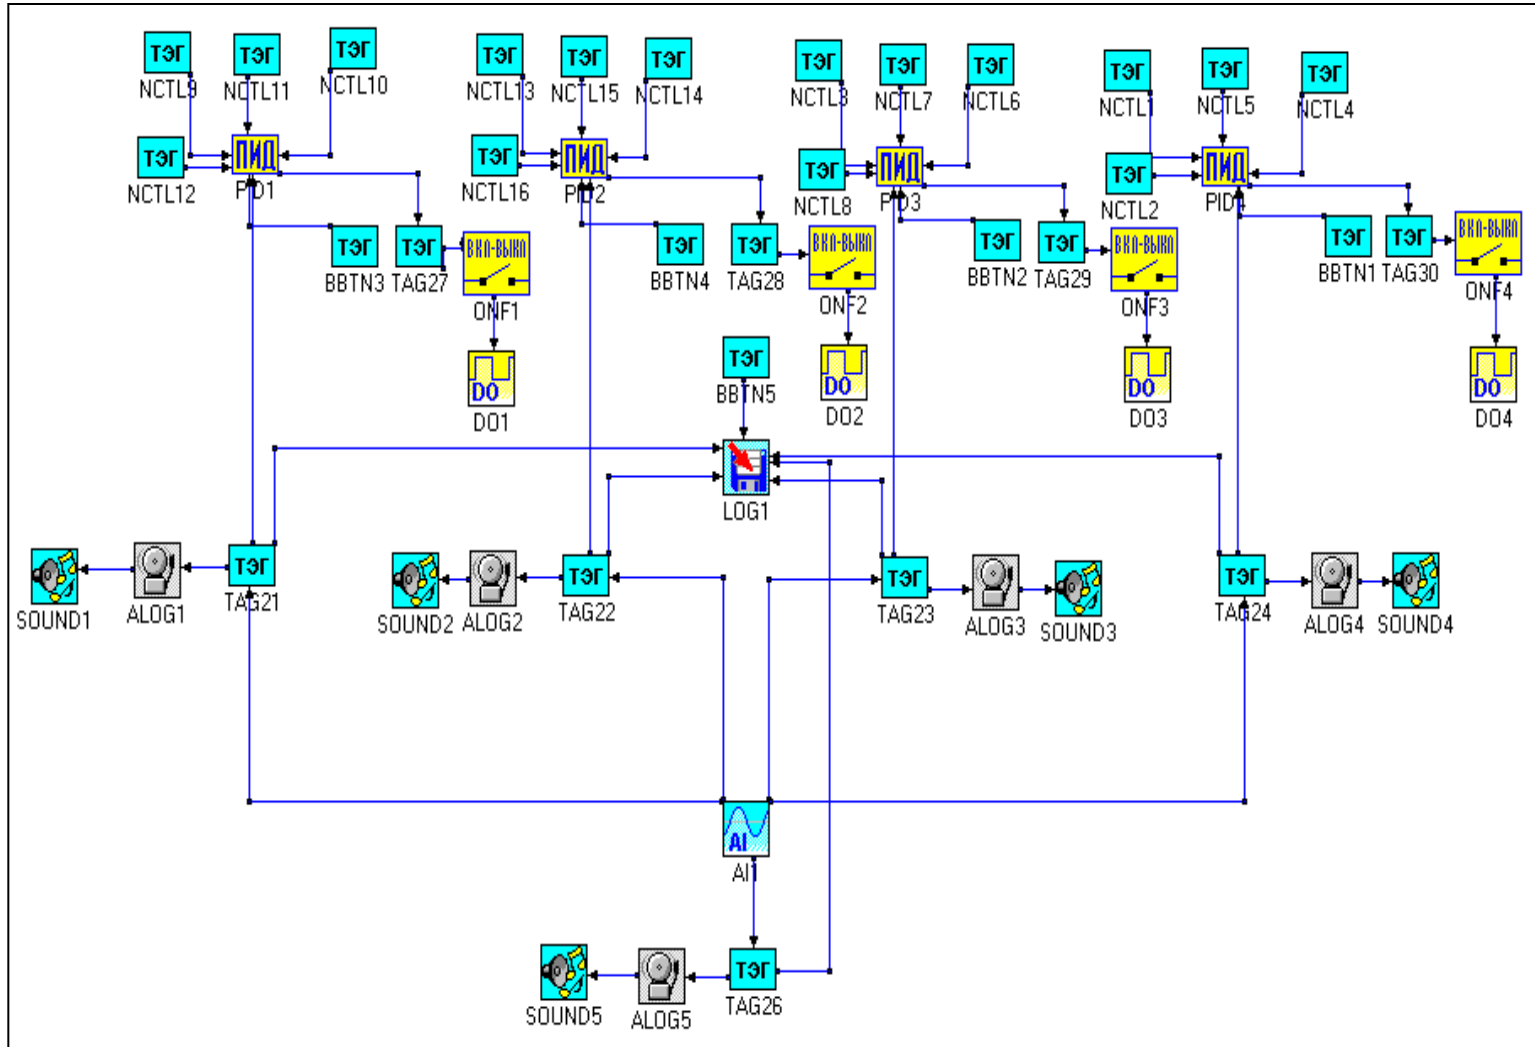 ТЭГ
NCTL9
ТЭГ
NCTL11
ТЭГ
NCTL10
ТЭГ
NCTL13
ТЭГ
NCTL15
ТЭГ
NCTL14
ТЭГ
NCTL3
ТЭГ
NCTL7
ТЭГ
NCTL6
ТЭГ
NCTL1
ТЭГ
NCTL5
ТЭГ
NCTL4
ТЭГ
NCTL12
ПИД
PID1
ТЭГ
NCTL16
ПИД
PID2
ТЭГ
NCTL8
ПИД
PID3
ТЭГ
NCTL2
ПИД
PID4
ТЭГ
BBTN3
ТЭГ
TAG27
ВКЛ-ВЫКЛ
ONF1
ТЭГ
BBTN4
ТЭГ
TAG28
ВКЛ-ВЫКЛ
ONF2
ТЭГ
BBTN2
ТЭГ
TAG29
ВКЛ-ВЫКЛ
ONF3
ТЭГ
BBTN1
ТЭГ
TAG30
ВКЛ-ВЫКЛ
ONF4
DO
DO1
ТЭГ
BBTN5
DO
DO2
DO
DO3
DO
DO4
LOG1
SOUND1
ALOG1
ТЭГ
TAG21
SOUND2
ALOG2
ТЭГ
TAG22
ТЭГ
TAG23
ALOG3
SOUND3
ТЭГ
TAG24
ALOG4
SOUND4
AI
AI1
SOUND5
ALOG5
ТЭГ
TAG26